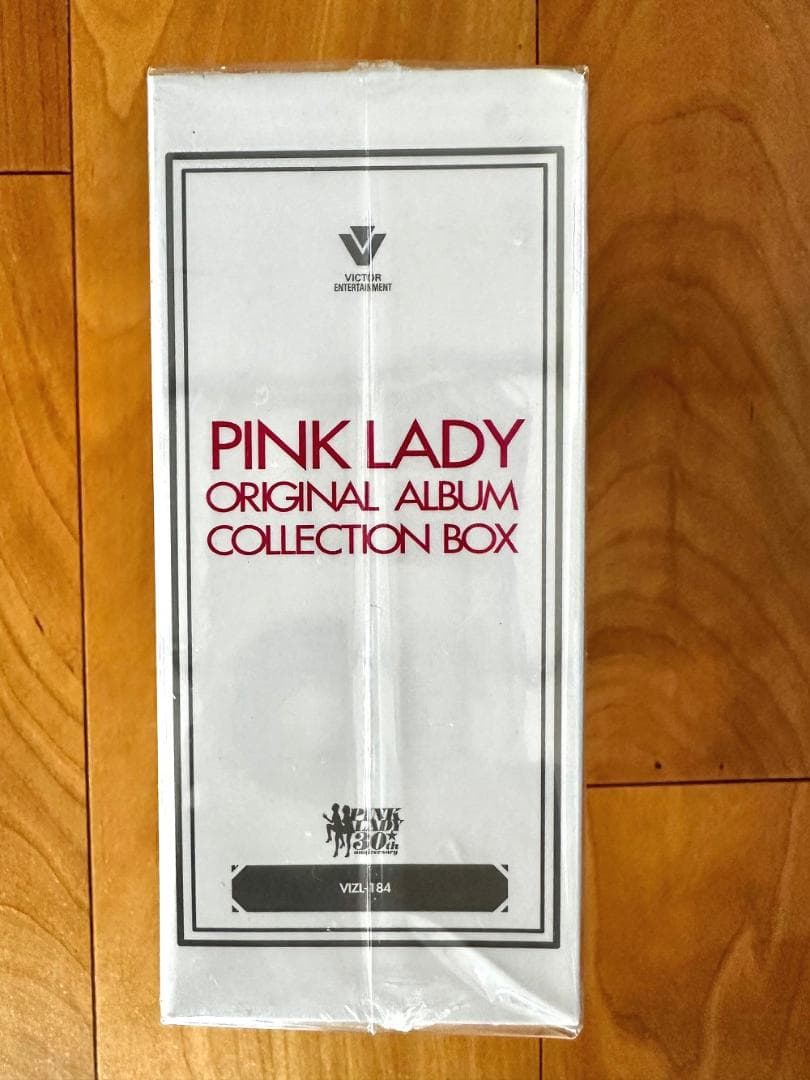 VICTOR
ENTERTAINMENT
PINK LADY
ORIGINAL ALBUM
COLLECTION BOX
PINK
LADY
30th
anniversary
VIZL-184